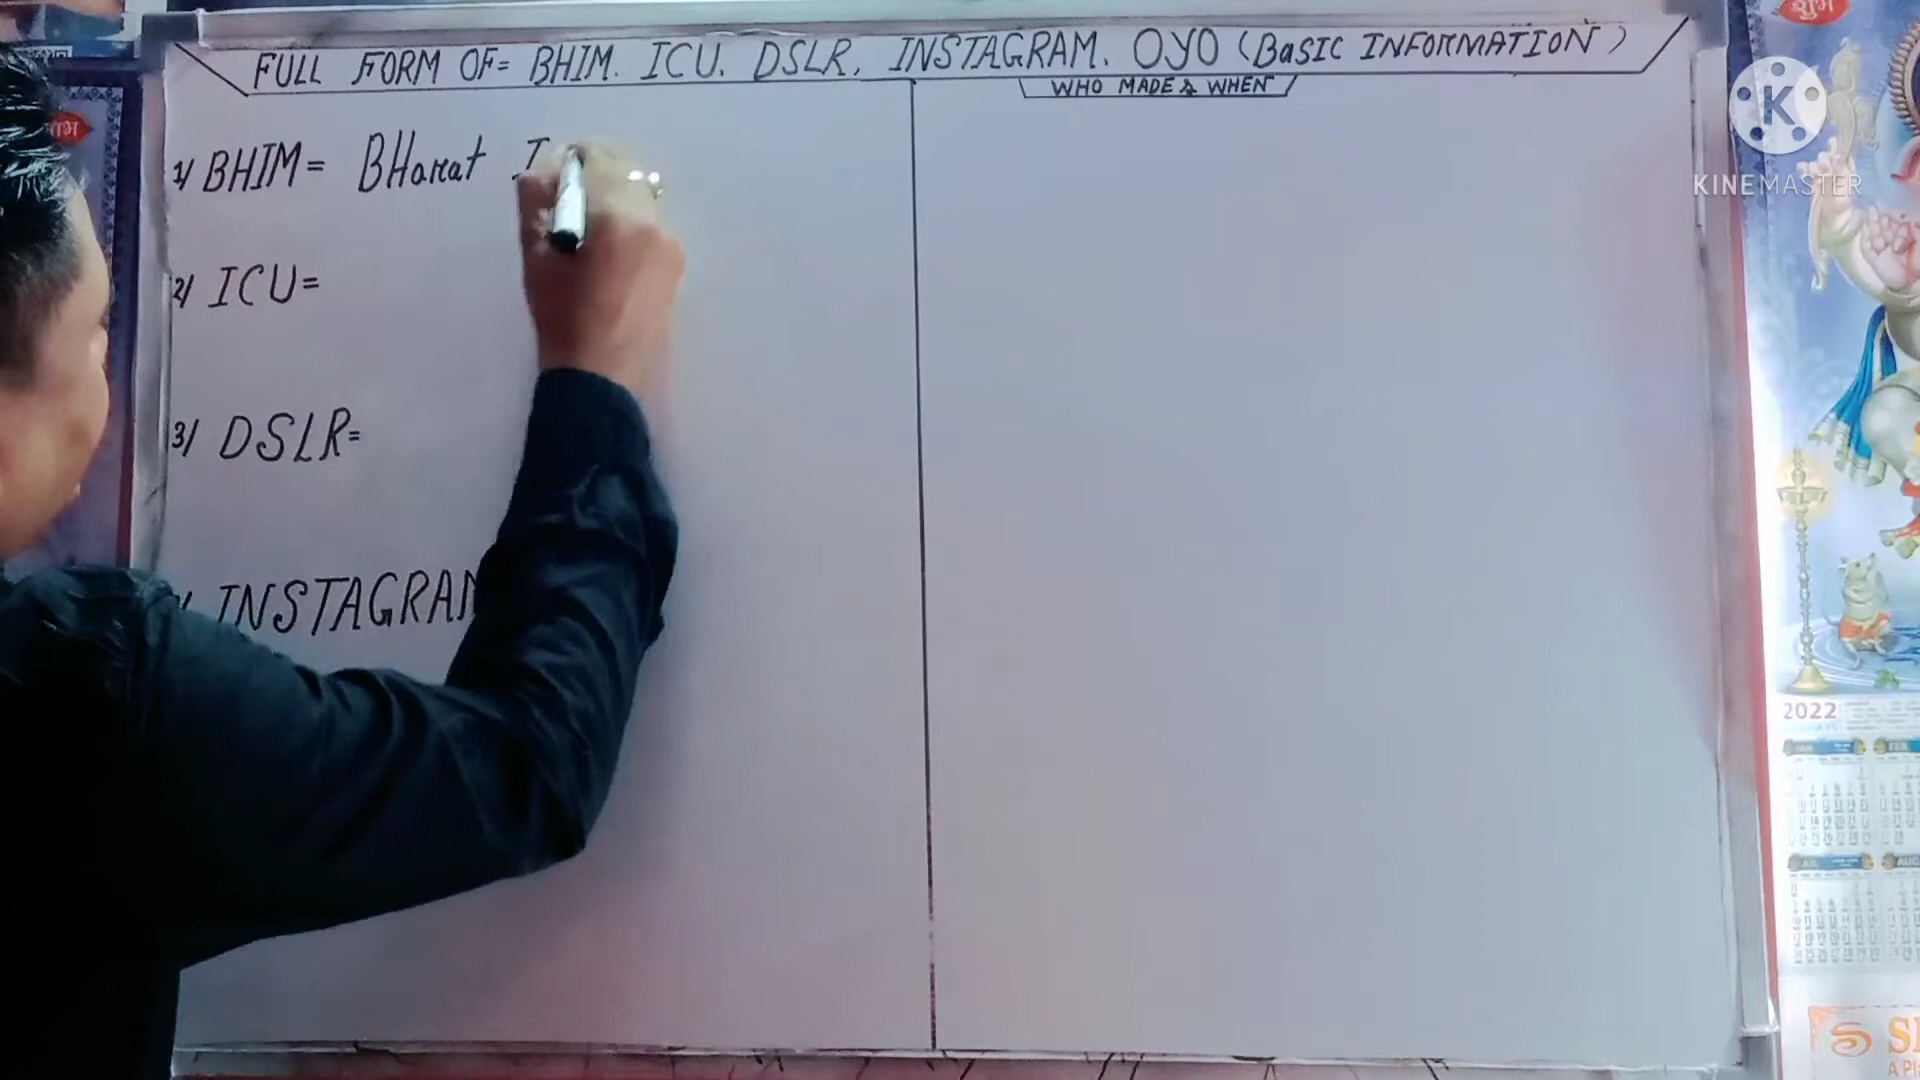 FULL FORM OF= BHIM. ICU. DSLR, INSTAGRAM. OYO (BaSIC INFORMATION)
WHO MADE & WHEN
1) BHIM= BHarat I
2) ICU=
3) DSLR=
INSTAGRAM
KINEMASTER
शुभ
2022